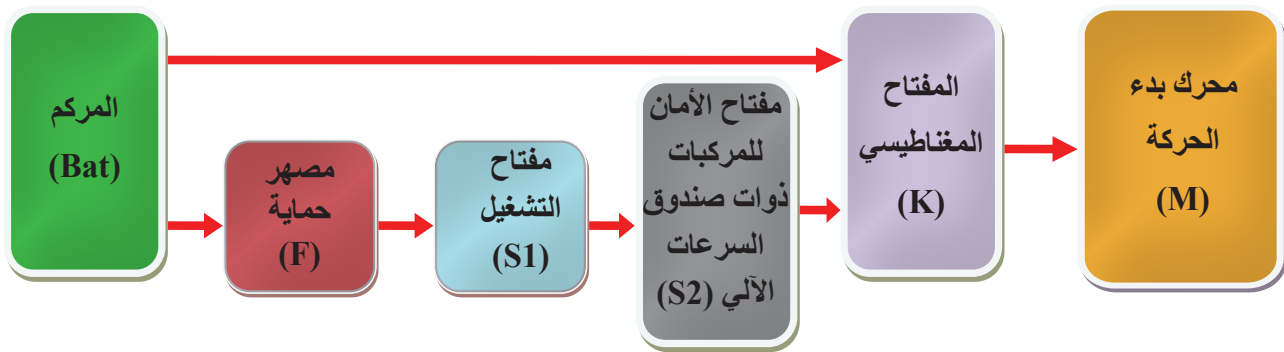 المركم
(Bat)
مصهر
حماية
(F)
مفتاح
التشغيل
(S1)
مفتاح الأمان
للمركبات
ذوات صندوق
السرعات
الآلي (S2)
المفتاح
المغناطيسي
(K)
محرك بدء
الحركة
(M)